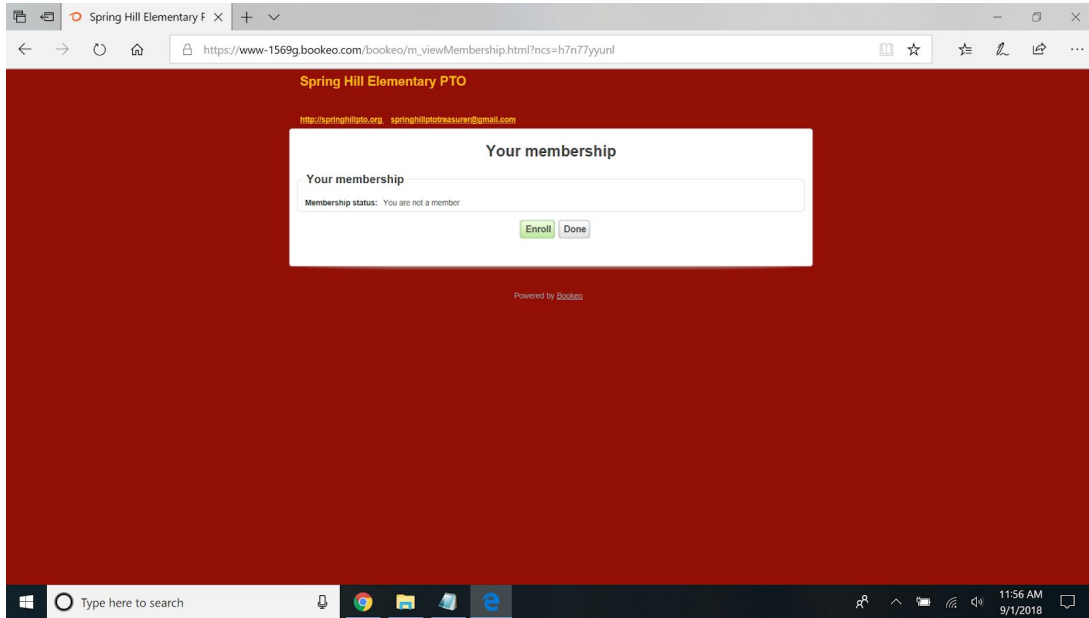 Spring Hill Elementary F
https://www-1569g.bookeo.com/bookeo/m_viewMembership.html?ncs=h7n77yyunl
Spring Hill Elementary PTO
http://springhillpto.org springhillptotreasurer@gmail.com
Your membership
Your membership
Membership status: You are not a member
Enroll Done
Powered by Bookeo
Type here to search
11:56 AM
9/1/2018